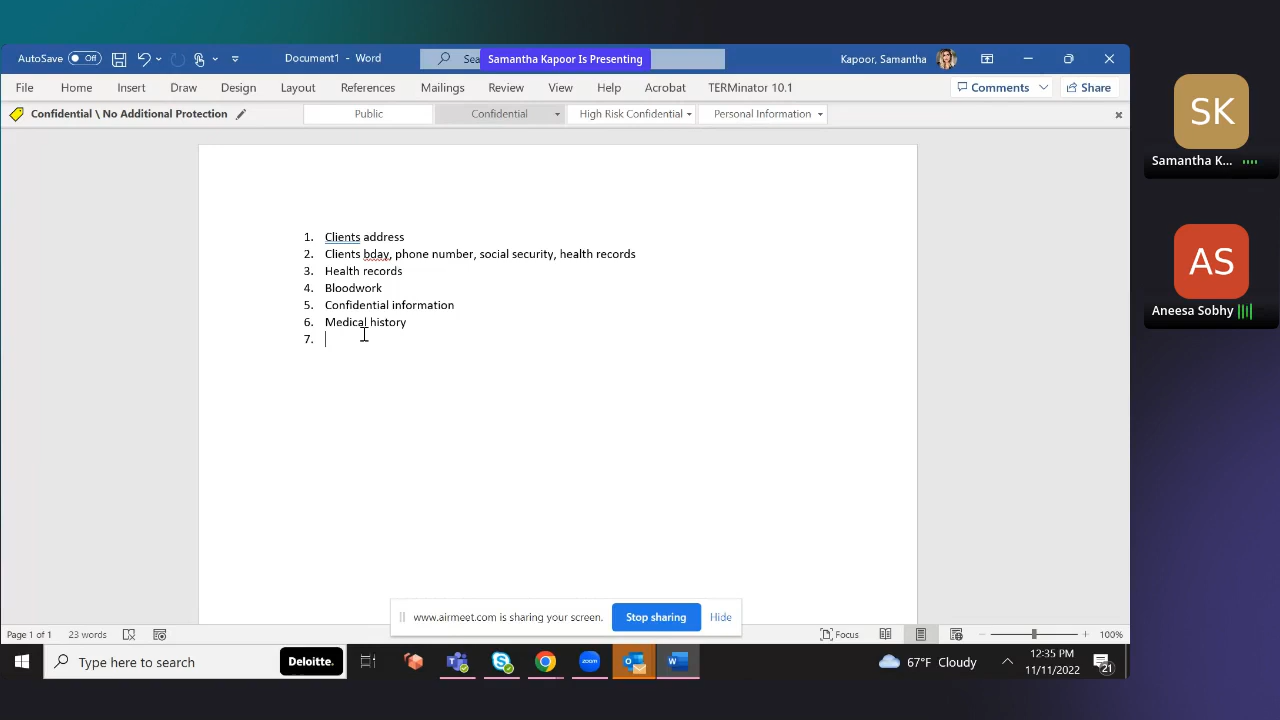 AutoSave Off Document1 - Word Sea Samantha Kapoor Is Presenting Kapoor, Samantha
File Home Insert Draw Design Layout References Mailings Review View Help Acrobat TERMinator 10.1 Comments Share
Confidential \ No Additional Protection Public Confidential High Risk Confidential Personal Information
SK
Samantha K...
AS
Aneesa Sobhy
1. Clients address
2. Clients bday, phone number, social security, health records
3. Health records
4. Bloodwork
5. Confidential information
6. Medical history
7.
www.airmeet.com is sharing your screen. Stop sharing Hide
Page 1 of 1 23 words Focus 100%
Type here to search Deloitte. zoom 67°F Cloudy 12:35 PM
11/11/2022 21